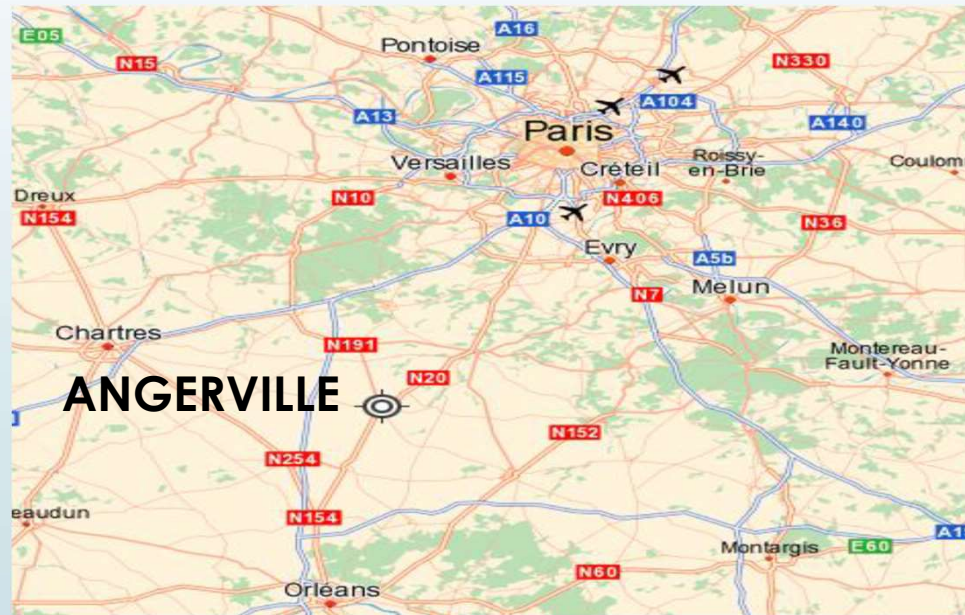 E05
A16
Pontoise
N15
N330
A115
A104
A13
A140
Paris
Versailles
Créteil
Roissy-
en-Brie
Coulom
Dreux
N154
N10
N406
A10
N36
Evry
A5b
N7
Melun
Chartres
N191
Montereau-
Fault-Yonne
N20
ANGERVILLE
N152
N254
eaudun
N154
A1
Montargis
E60
N60
Orléans